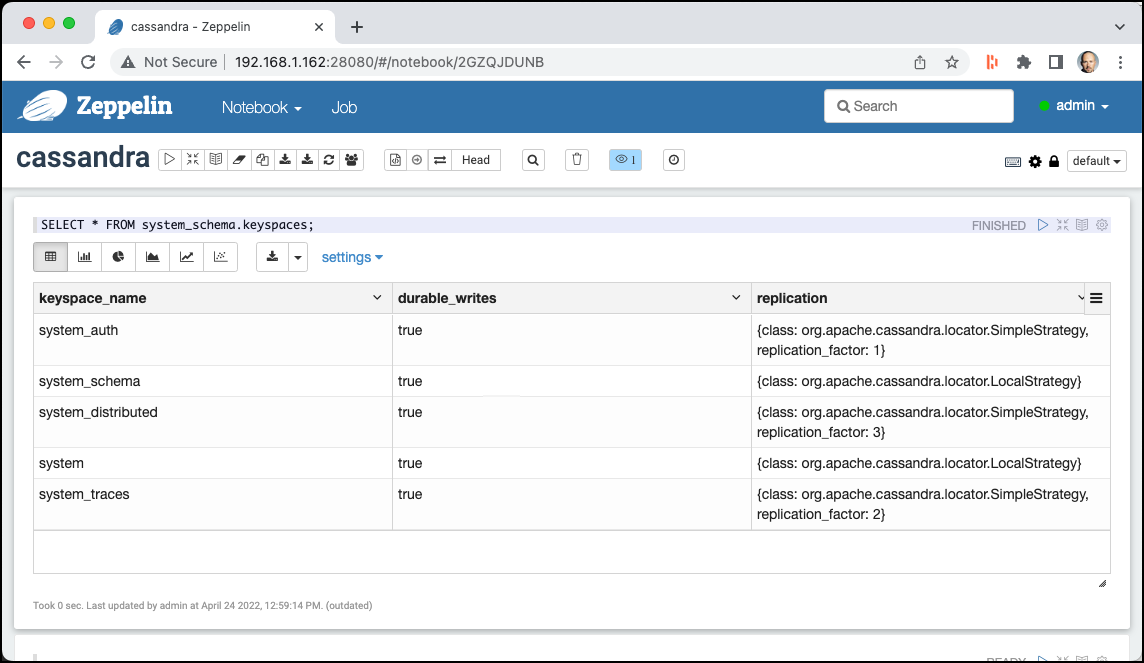 cassandra - Zeppelin
Not Secure | 192.168.1.162:28080/#/notebook/2GZQJDUNB
Zeppelin Notebook Job Search admin
cassandra Head 1 default
SELECT * FROM system_schema.keyspaces; FINISHED
settings
keyspace_name durable_writes replication
system_auth true {class: org.apache.cassandra.locator.SimpleStrategy,
replication_factor: 1}
system_schema true {class: org.apache.cassandra.locator.LocalStrategy}
system_distributed true {class: org.apache.cassandra.locator.SimpleStrategy,
replication_factor: 3}
system true {class: org.apache.cassandra.locator.LocalStrategy}
system_traces true {class: org.apache.cassandra.locator.SimpleStrategy,
replication_factor: 2}
Took 0 sec. Last updated by admin at April 24 2022, 12:59:14 PM. (outdated)
READY